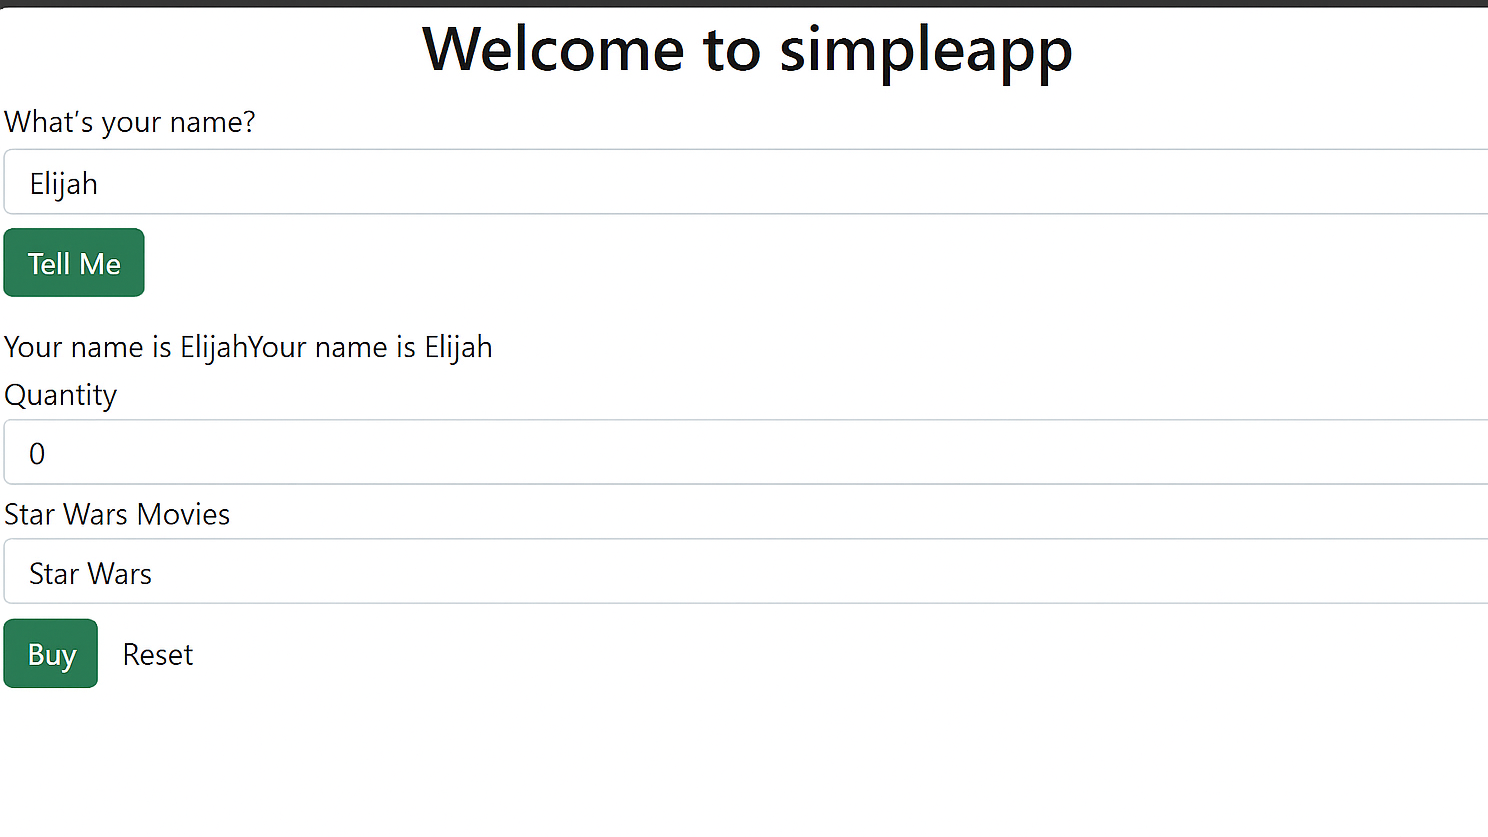 Welcome to simpleapp
What's your name?
Elijah
Tell Me
Your name is ElijahYour name is Elijah
Quantity
0
Star Wars Movies
Star Wars
Buy Reset